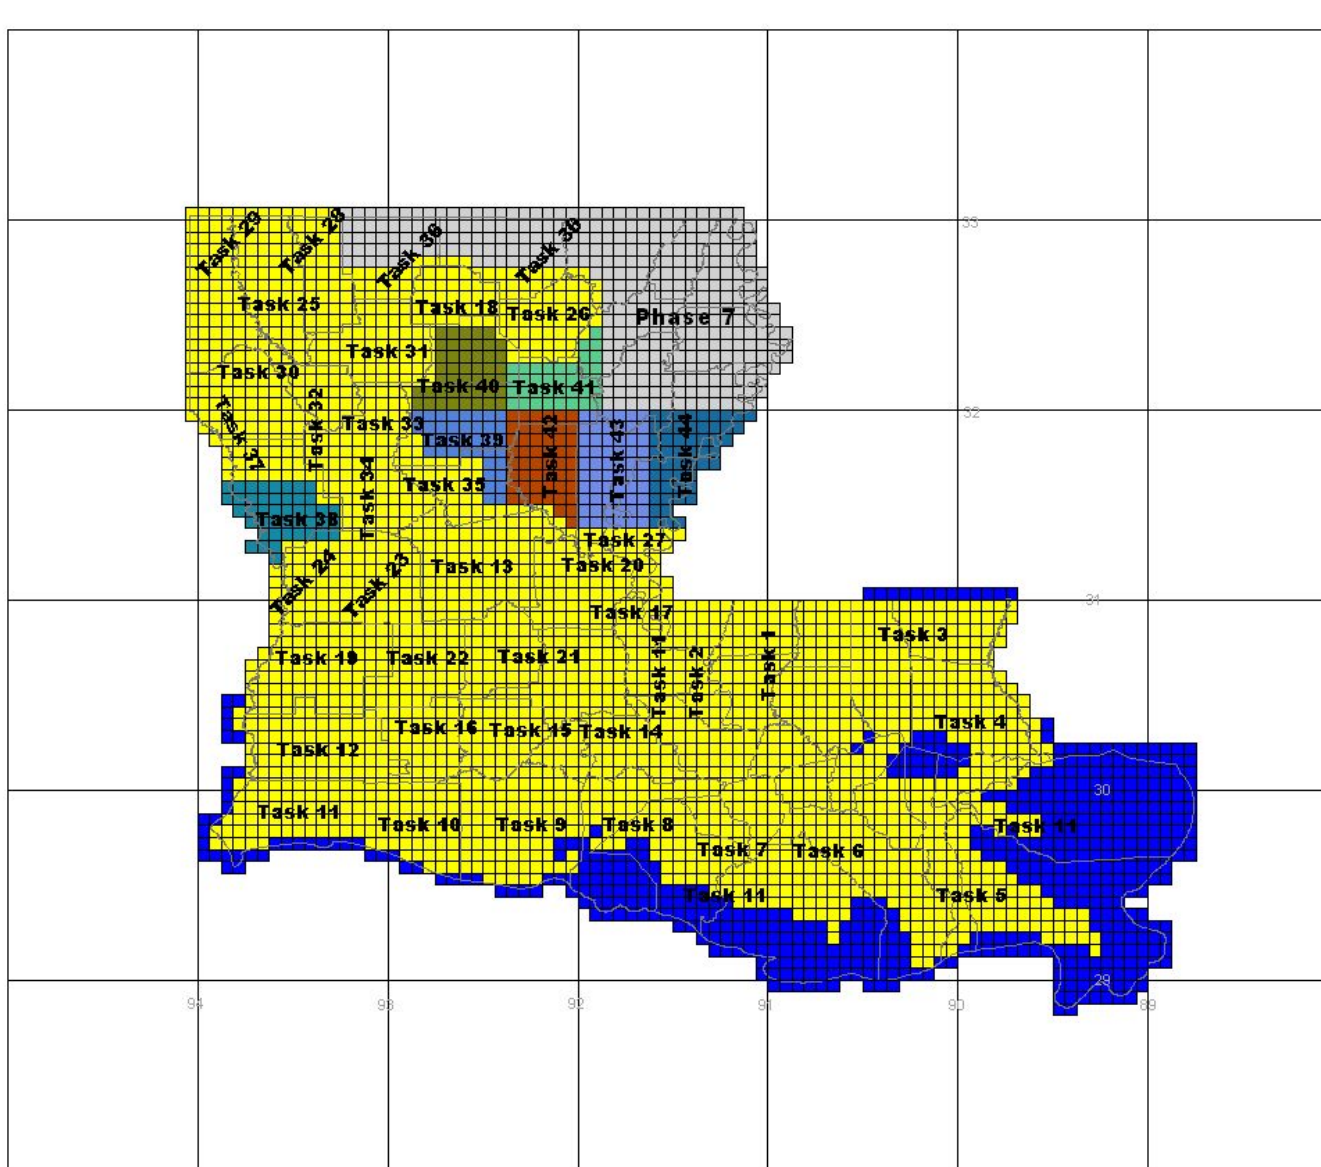 33
Task 29
Task 28
Task 36
Task 36
Task 25
Task 18
Task 26
Phase 7
Task 31
Task 30
Task 40
Task 41
32
Task 37
Task 32
Task 33
Task 39
Task 42
Task 43
Task 44
Task 34
Task 35
Task 38
Task 27
Task 24
Task 23
Task 13
Task 20
31
Task 17
Task 3
Task 19
Task 22
Task 21
Task 11
Task 2
Task 1
Task 16
Task 15
Task 14
Task 4
Task 12
30
Task 11
Task 10
Task 9
Task 8
Task 11
Task 7
Task 6
Task 11
Task 5
29
94
93
92
91
90
89